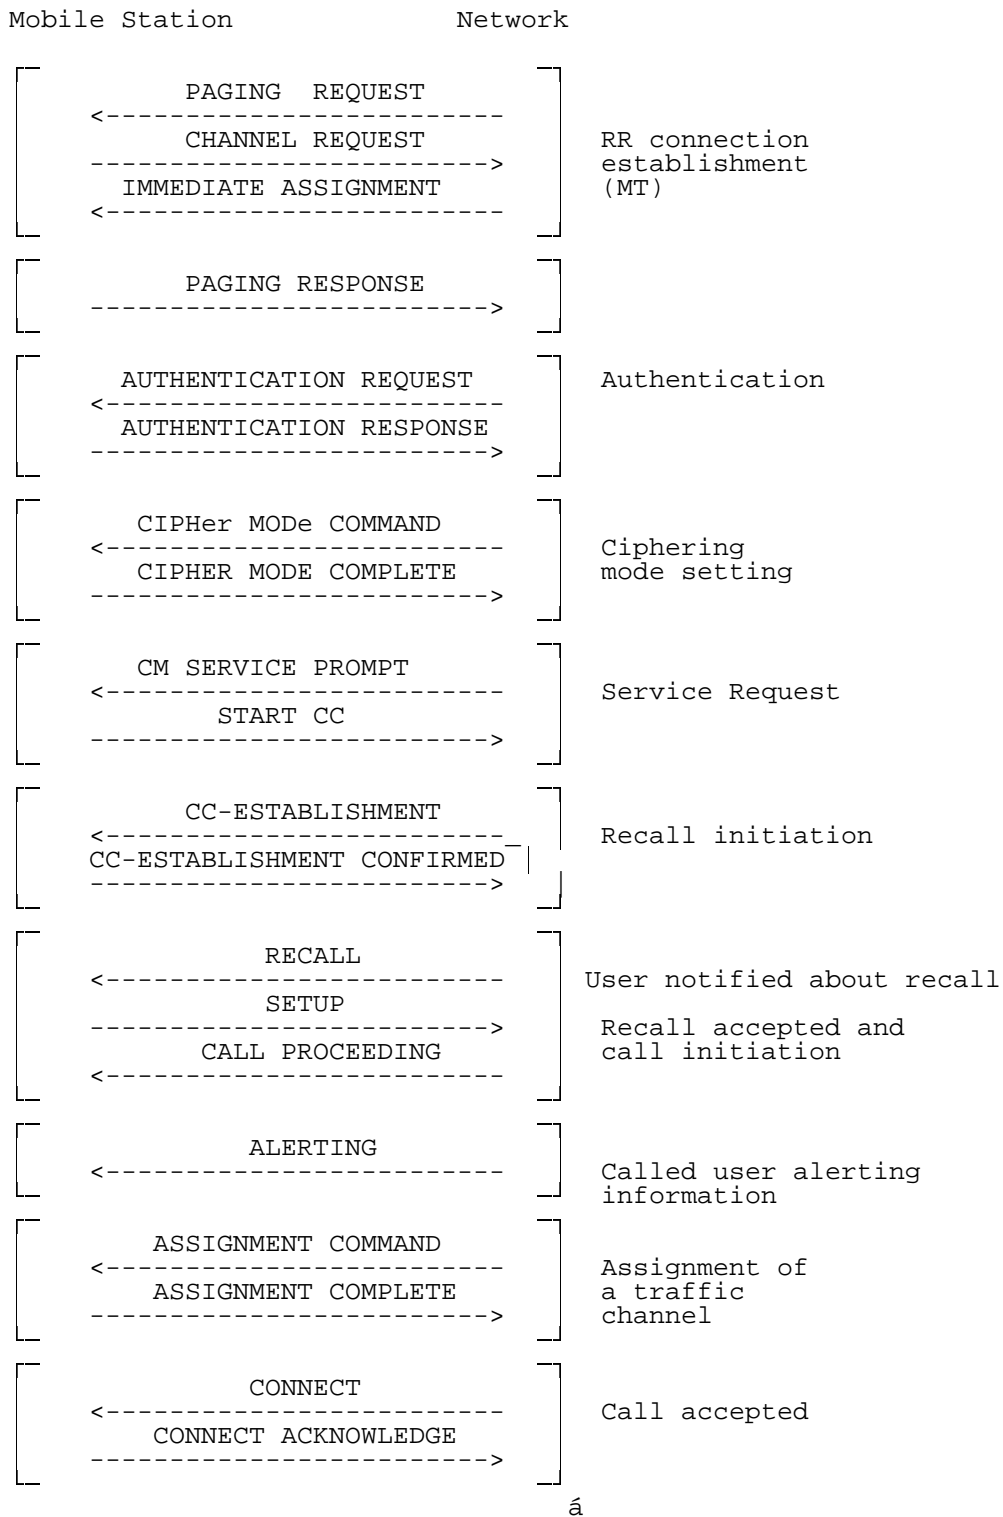 Mobile Station Network
PAGING REQUEST
<-------------------------
CHANNEL REQUEST RR connection
-------------------------> establishment
IMMEDIATE ASSIGNMENT (MT)
<-------------------------
PAGING RESPONSE
------------------------->
AUTHENTICATION REQUEST Authentication
<-------------------------
AUTHENTICATION RESPONSE
------------------------->
CIPHer MODe COMMAND
<------------------------- Ciphering
CIPHER MODE COMPLETE mode setting
------------------------->
CM SERVICE PROMPT
<------------------------- Service Request
START CC
------------------------->
CC-ESTABLISHMENT
<------------------------- Recall initiation
CC-ESTABLISHMENT CONFIRMED
------------------------->
RECALL
<------------------------- User notified about recall
SETUP
-------------------------> Recall accepted and
CALL PROCEEDING call initiation
<-------------------------
ALERTING
<------------------------- Called user alerting
information
ASSIGNMENT COMMAND
<------------------------- Assignment of
ASSIGNMENT COMPLETE a traffic
-------------------------> channel
CONNECT
<------------------------- Call accepted
CONNECT ACKNOWLEDGE
------------------------->
á